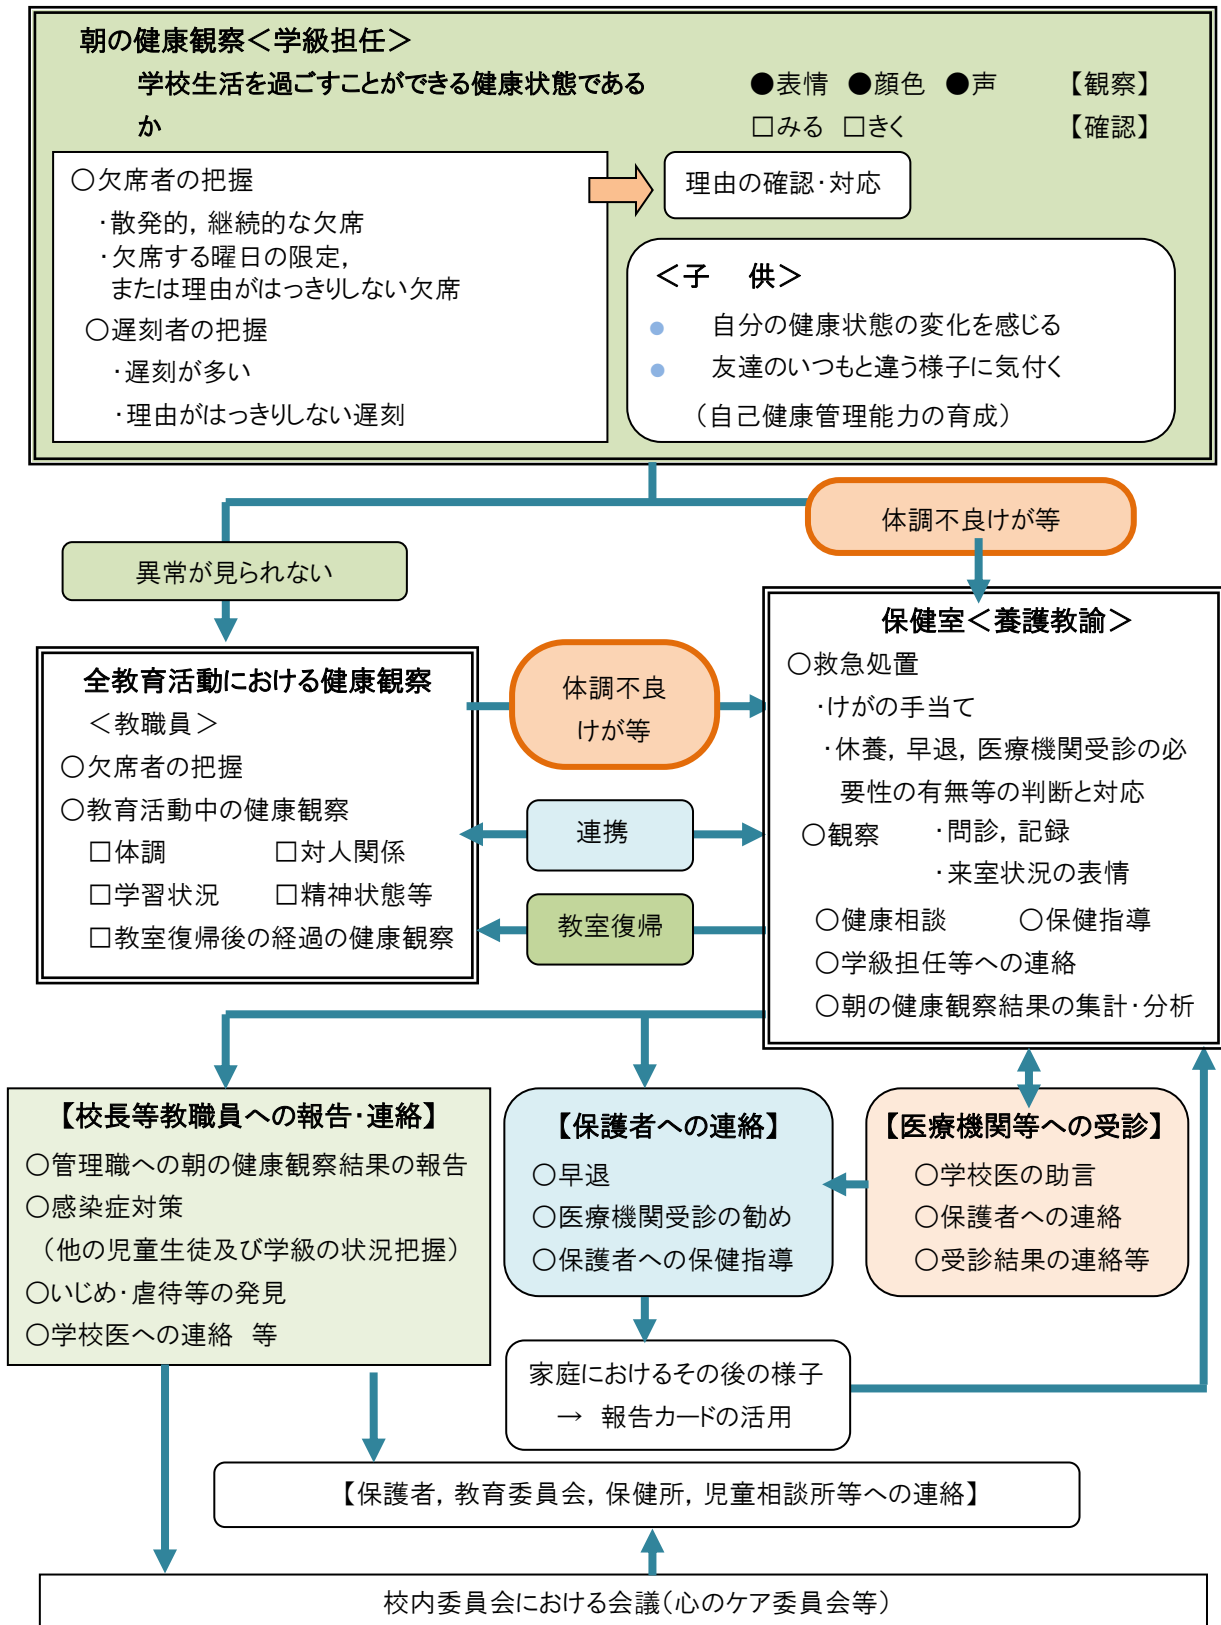 朝の健康観察＜学級担任＞
学校生活を過ごすことができる健康状態である
か
●表情 ●顔色 ●声 【観察】
□みる □きく 【確認】
○欠席者の把握
・散発的，継続的な欠席
・欠席する曜日の限定，
または理由がはっきりしない欠席
○遅刻者の把握
・遅刻が多い
・理由がはっきりしない遅刻
理由の確認・対応
＜子　供＞
● 自分の健康状態の変化を感じる
● 友達のいつもと違う様子に気付く
（自己健康管理能力の育成）
体調不良けが等
異常が見られない
全教育活動における健康観察
＜教職員＞
○欠席者の把握
○教育活動中の健康観察
□体調 □対人関係
□学習状況 □精神状態等
□教室復帰後の経過の健康観察
体調不良
けが等
連携
教室復帰
保健室＜養護教諭＞
○救急処置
・けがの手当て
・休養，早退，医療機関受診の必
要性の有無等の判断と対応
○観察 ・問診，記録
・来室状況の表情
○健康相談 ○保健指導
○学級担任等への連絡
○朝の健康観察結果の集計・分析
【校長等教職員への報告・連絡】
○管理職への朝の健康観察結果の報告
○感染症対策
（他の児童生徒及び学級の状況把握）
○いじめ・虐待等の発見
○学校医への連絡　等
【保護者への連絡】
○早退
○医療機関受診の勧め
○保護者への保健指導
【医療機関等への受診】
○学校医の助言
○保護者への連絡
○受診結果の連絡等
家庭におけるその後の様子
→ 報告カードの活用
【保護者，教育委員会，保健所，児童相談所等への連絡】
校内委員会における会議（心のケア委員会等）